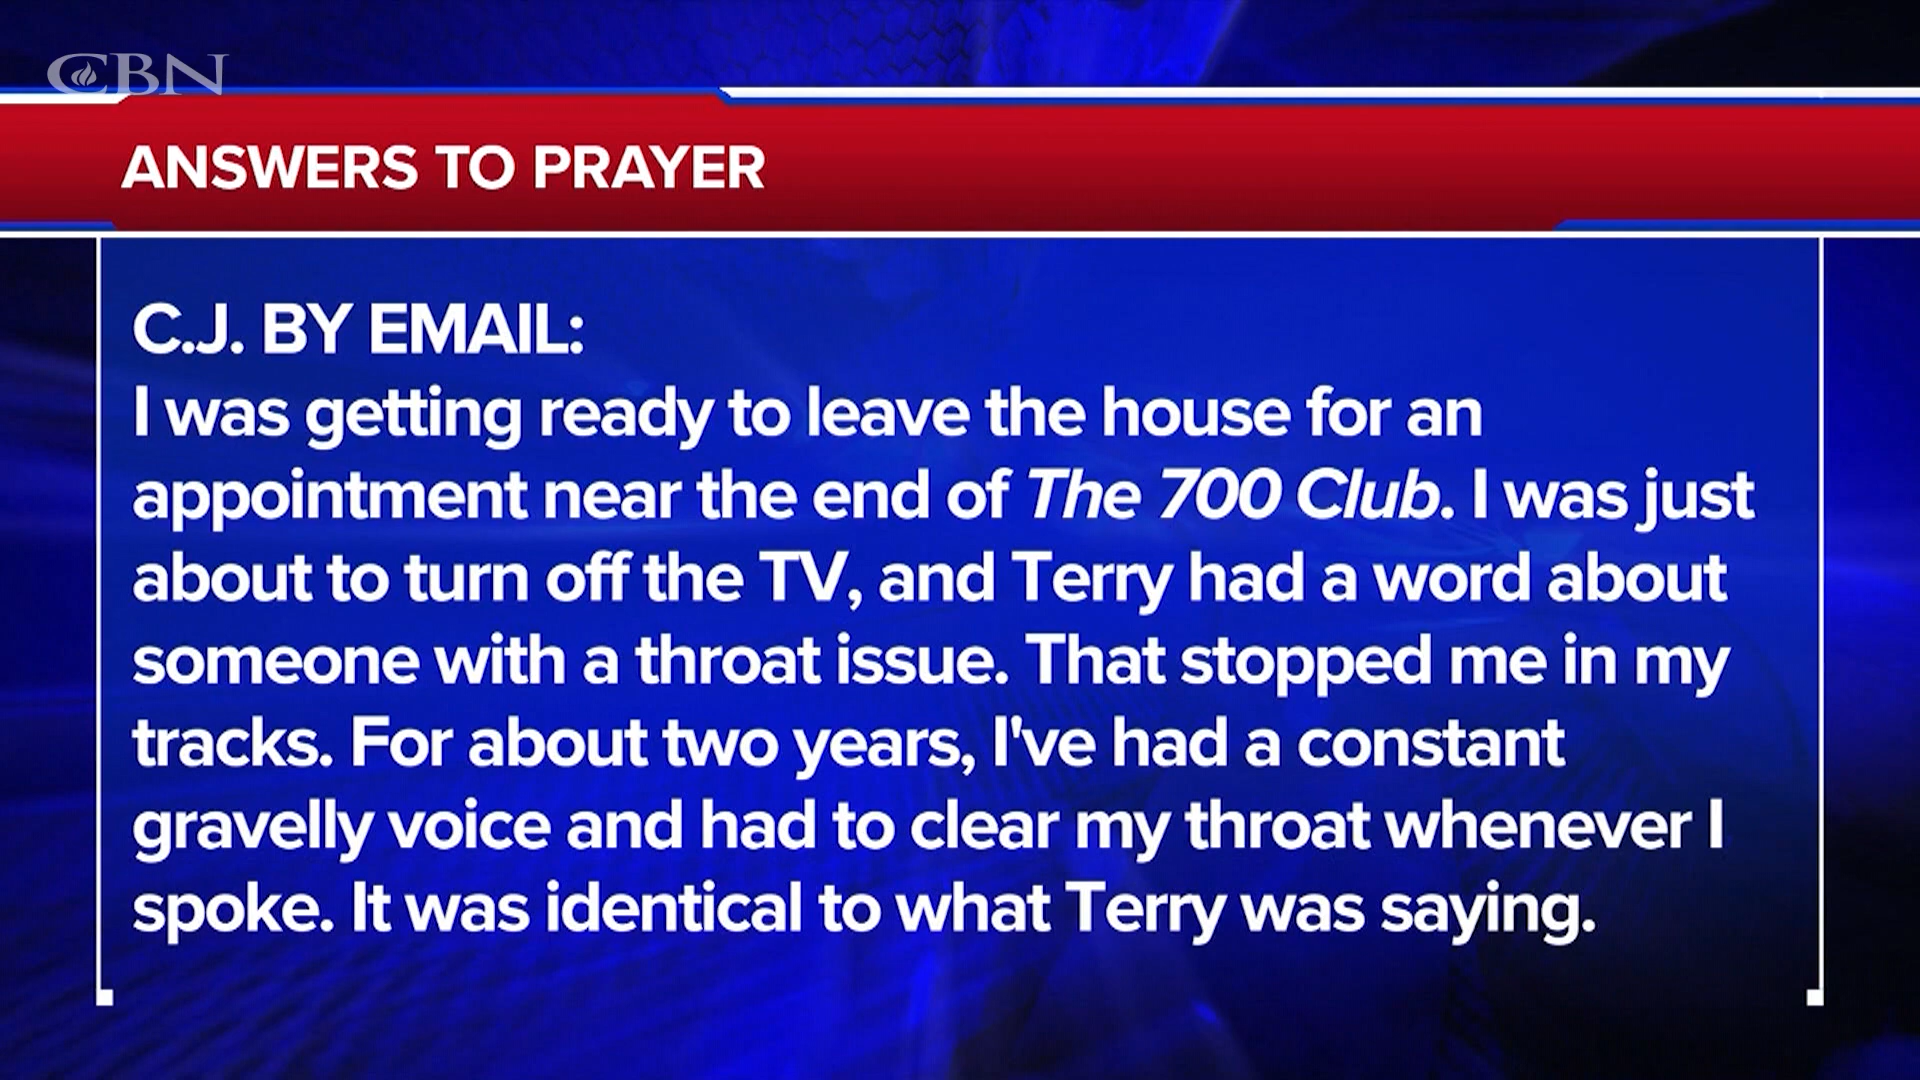 CBN
ANSWERS TO PRAYER
C.J. BY EMAIL:
I was getting ready to leave the house for an
appointment near the end of The 700 Club. I was just
about to turn off the TV, and Terry had a word about
someone with a throat issue. That stopped me in my
tracks. For about two years, I've had a constant
gravelly voice and had to clear my throat whenever I
spoke. It was identical to what Terry was saying.